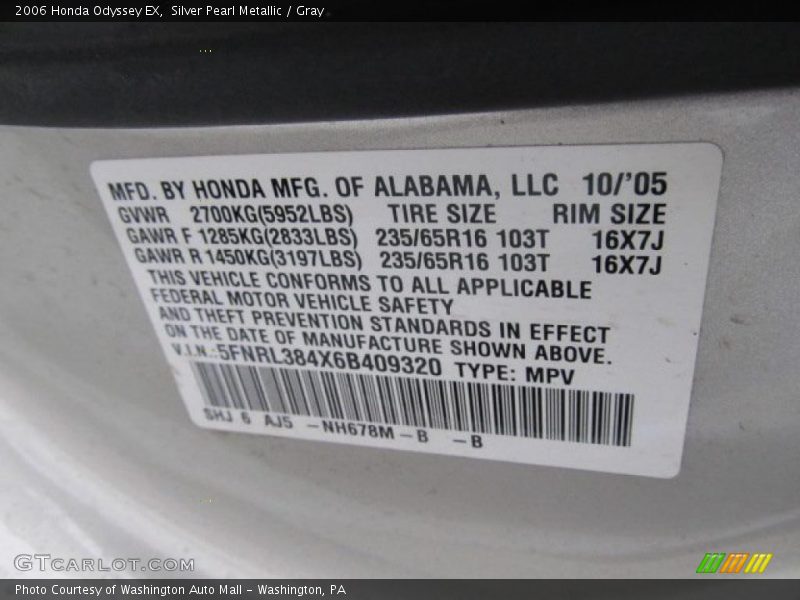 2006 Honda Odyssey EX,  Silver Pearl Metallic / Gray
MFD. BY HONDA MFG. OF ALABAMA, LLC 10/'05
GVWR 2700KG(5952LBS) TIRE SIZE RIM SIZE
GAWR F 1285KG(2833LBS) 235/65R16 103T 16X7J
GAWR R 1450KG(3197LBS) 235/65R16 103T 16X7J
THIS VEHICLE CONFORMS TO ALL APPLICABLE
FEDERAL MOTOR VEHICLE SAFETY
AND THEFT PREVENTION STANDARDS IN EFFECT
ON THE DATE OF MANUFACTURE SHOWN ABOVE.
V.I.N.:5FNRL384X6B409320 TYPE: MPV
SHJ 6 AJ5 -NH678M-B -B
GTCARLOT.COM
Photo Courtesy of Washington Auto Mall - Washington, PA